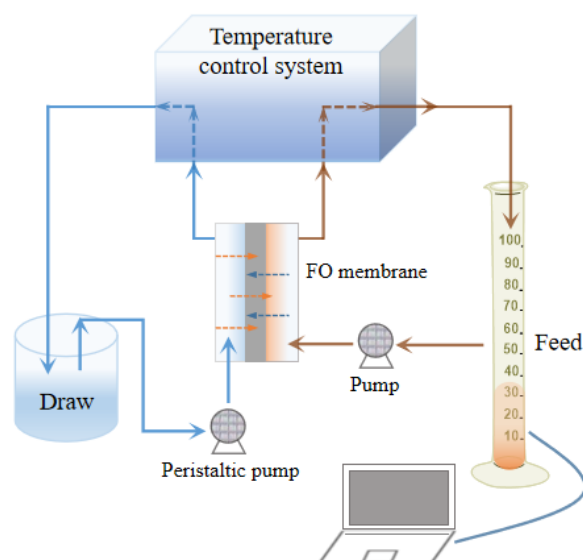 Temperature
control system
FO membrane
100
90
80
70
60
50
40
30
20
10
Feed
Pump
Draw
Peristaltic pump